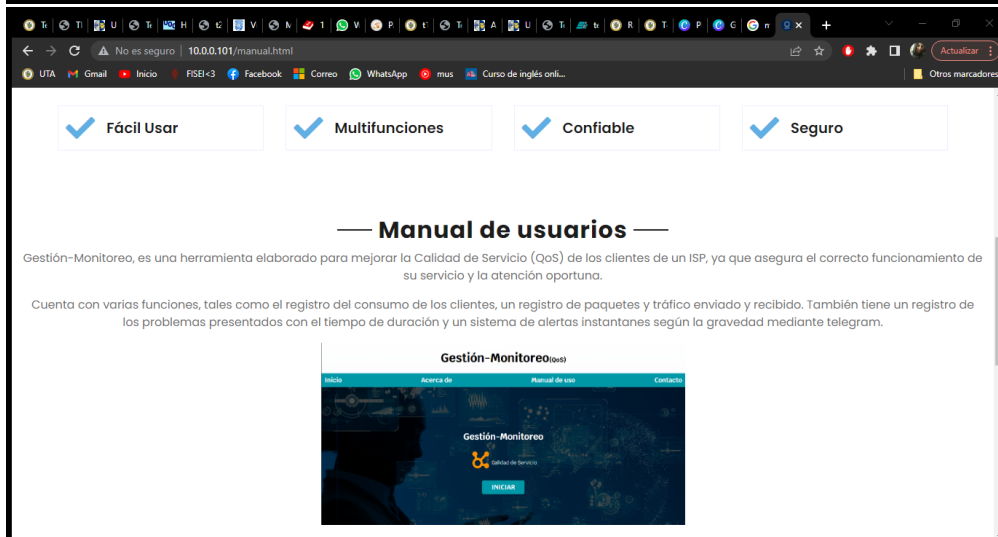 No es seguro | 10.0.0.101/manual.html
Actualizar
UTA Gmail Inicio FISEI<3 Facebook Correo WhatsApp mus Curso de inglés onli... Otros marcadores
Fácil Usar Multifunciones Confiable Seguro
Manual de usuarios
Gestión-Monitoreo, es una herramienta elaborado para mejorar la Calidad de Servicio (QoS) de los clientes de un ISP, ya que asegura el correcto funcionamiento de
su servicio y la atención oportuna.
Cuenta con varias funciones, tales como el registro del consumo de los clientes, un registro de paquetes y tráfico enviado y recibido. También tiene un registro de
los problemas presentados con el tiempo de duración y un sistema de alertas instantanes según la gravedad mediante telegram.
Gestión-Monitoreo(QoS)
Inicio Acerca de Manual de uso Contacto
Gestión-Monitoreo
Calidad de Servicio
INICIAR